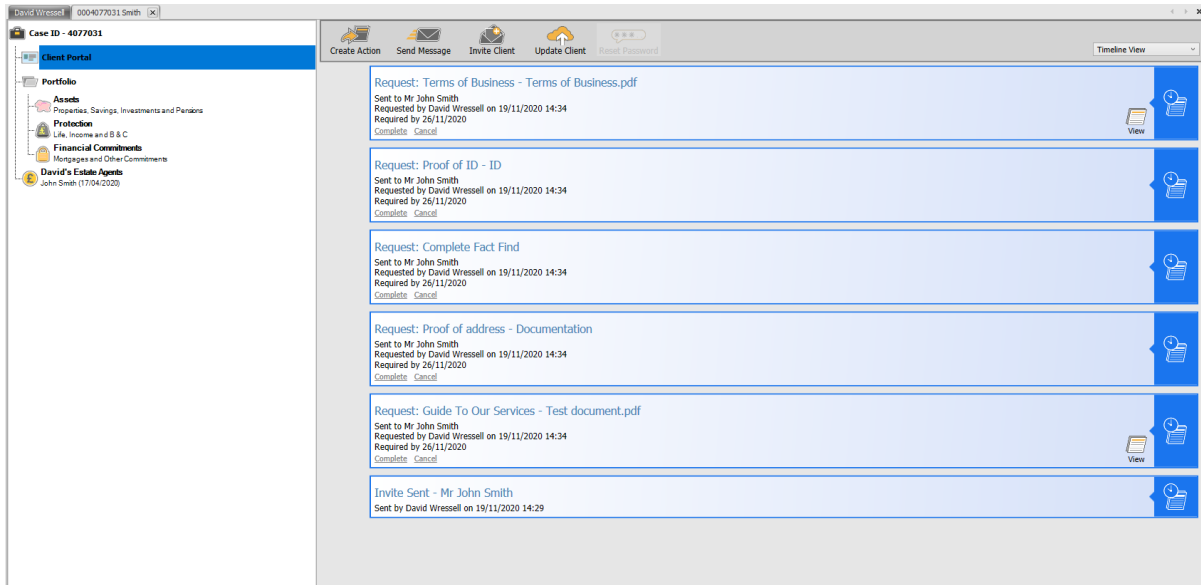 David Wressell
0004077031 Smith
Case ID - 4077031
Client Portal
Portfolio
Assets
Properties, Savings, Investments and Pensions
Protection
Life, Income and B & C
Financial Commitments
Mortgages and Other Commitments
David's Estate Agents
John Smith (17/04/2020)
Create Action
Send Message
Invite Client
Update Client
Reset Password
Timeline View
Request: Terms of Business - Terms of Business.pdf
Sent to Mr John Smith
Requested by David Wressell on 19/11/2020 14:34
Required by 26/11/2020
Complete Cancel
View
Request: Proof of ID - ID
Sent to Mr John Smith
Requested by David Wressell on 19/11/2020 14:34
Required by 26/11/2020
Complete Cancel
Request: Complete Fact Find
Sent to Mr John Smith
Requested by David Wressell on 19/11/2020 14:34
Required by 26/11/2020
Complete Cancel
Request: Proof of address - Documentation
Sent to Mr John Smith
Requested by David Wressell on 19/11/2020 14:34
Required by 26/11/2020
Complete Cancel
Request: Guide To Our Services - Test document.pdf
Sent to Mr John Smith
Requested by David Wressell on 19/11/2020 14:34
Required by 26/11/2020
Complete Cancel
View
Invite Sent - Mr John Smith
Sent by David Wressell on 19/11/2020 14:29